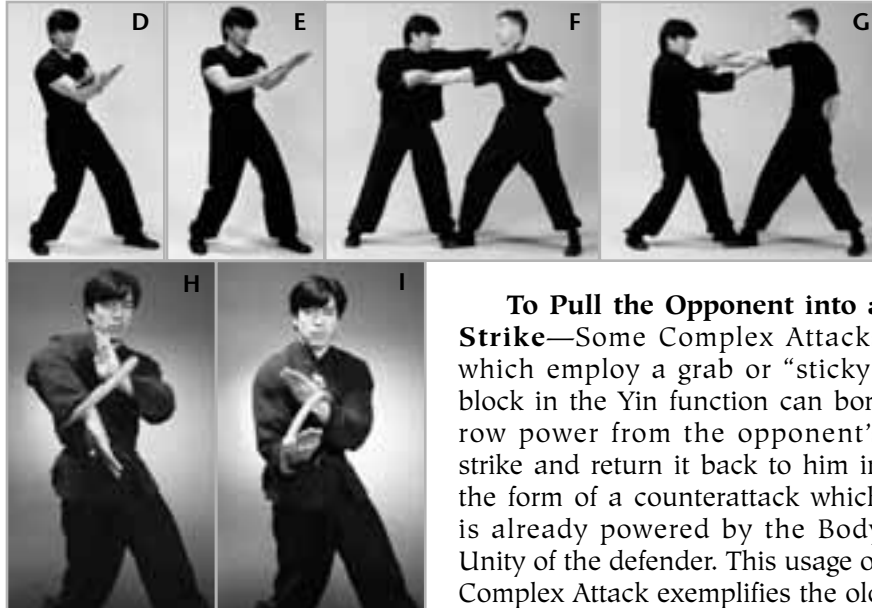 D
E
F
G
H
I
To Pull the Opponent into a
Strike—Some Complex Attack
which employ a grab or “sticky
block in the Yin function can bor
row power from the opponent’
strike and return it back to him in
the form of a counterattack which
is already powered by the Body
Unity of the defender. This usage o
Complex Attack exemplifies the old